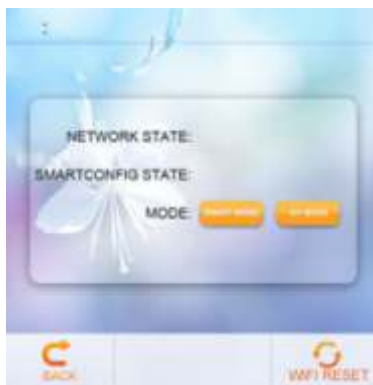 :
NETWORK STATE:
SMARTCONFIG STATE:
MODE:
BACK
WIFI RESET